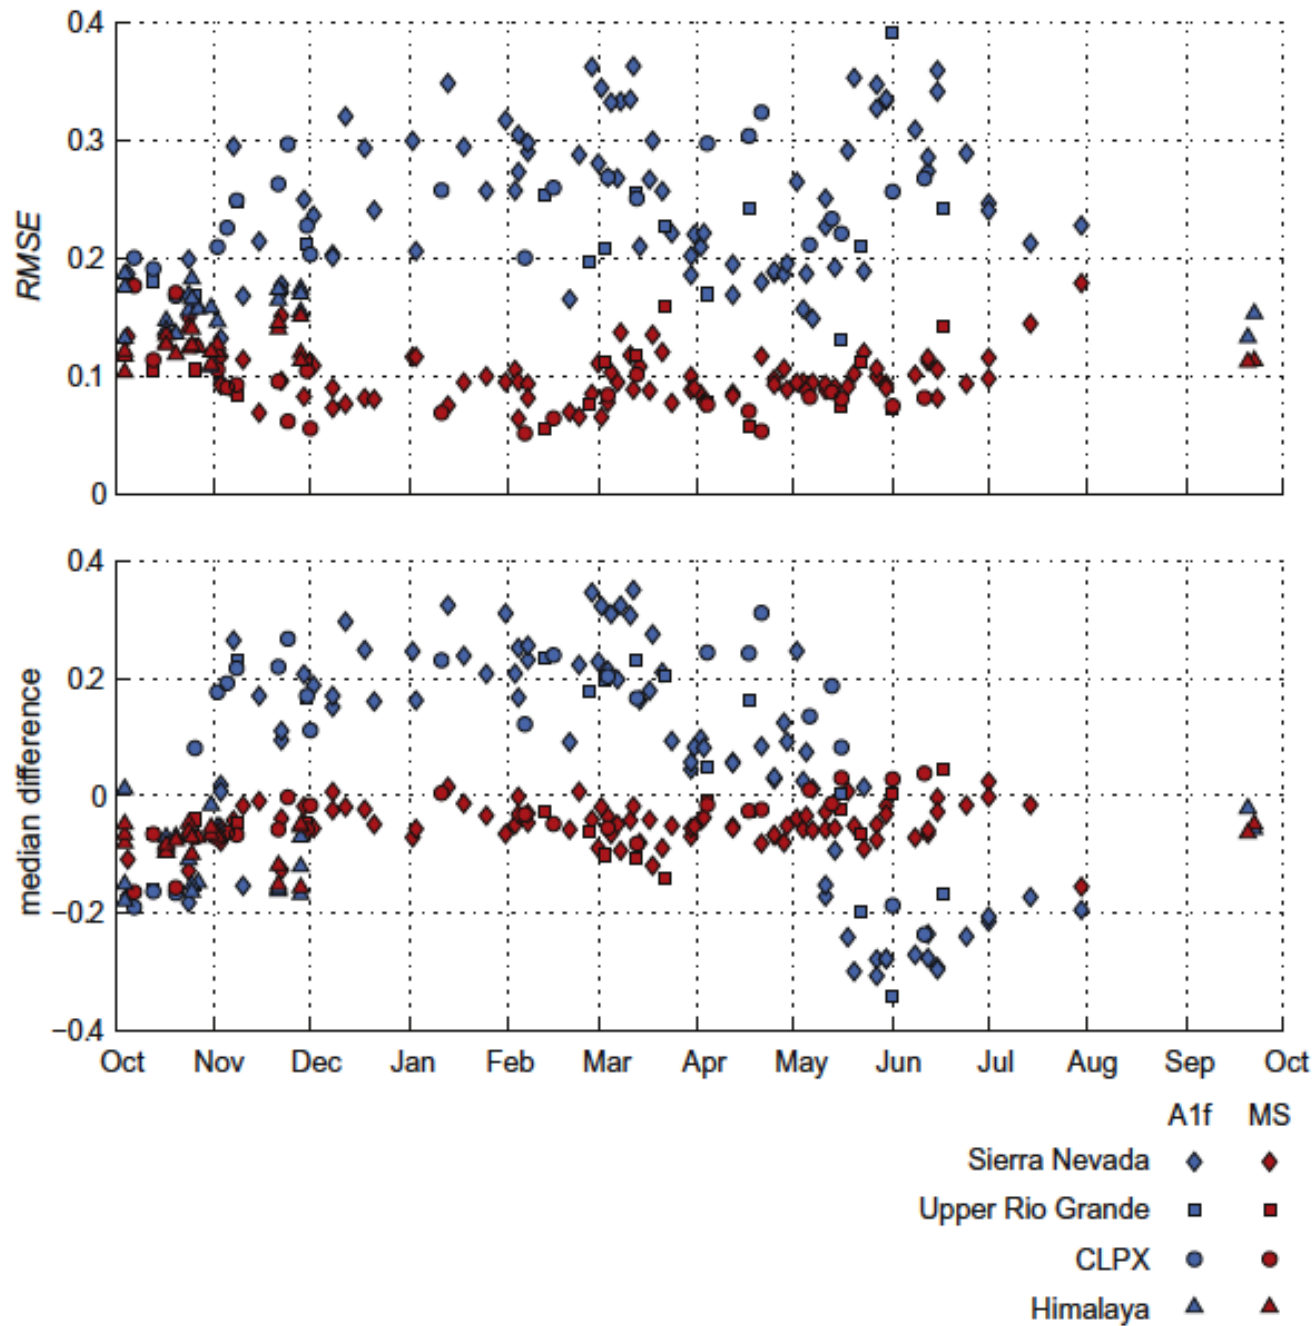 0.4
0.3
0.2
0.1
0
RMSE
0.4
0.2
0
−0.2
−0.4
median difference
Oct Nov Dec Jan Feb Mar Apr May Jun Jul Aug Sep Oct
A1f MS
Sierra Nevada
Upper Rio Grande
CLPX
Himalaya